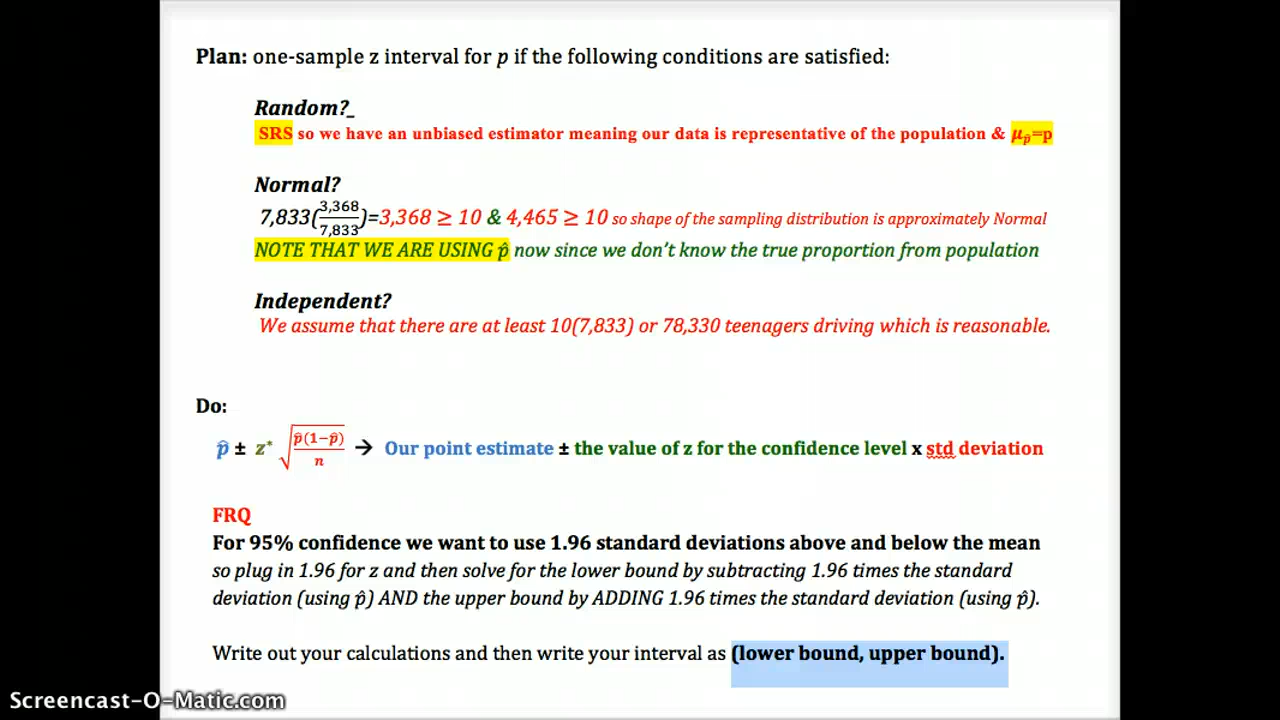 Plan: one-sample z interval for p if the following conditions are satisfied:
Random?_
SRS so we have an unbiased estimator meaning our data is representative of the population & μp̂=p
Normal?
7,833(3,368/7,833)=3,368 ≥ 10 & 4,465 ≥ 10 so shape of the sampling distribution is approximately Normal
NOTE THAT WE ARE USING p̂ now since we don't know the true proportion from population
Independent?
We assume that there are at least 10(7,833) or 78,330 teenagers driving which is reasonable.
Do:
p̂ ± z* √(p̂(1−p̂)/n) → Our point estimate ± the value of z for the confidence level x std deviation
FRQ
For 95% confidence we want to use 1.96 standard deviations above and below the mean
so plug in 1.96 for z and then solve for the lower bound by subtracting 1.96 times the standard
deviation (using p̂) AND the upper bound by ADDING 1.96 times the standard deviation (using p̂).
Write out your calculations and then write your interval as (lower bound, upper bound).
Screencast-O-Matic.com